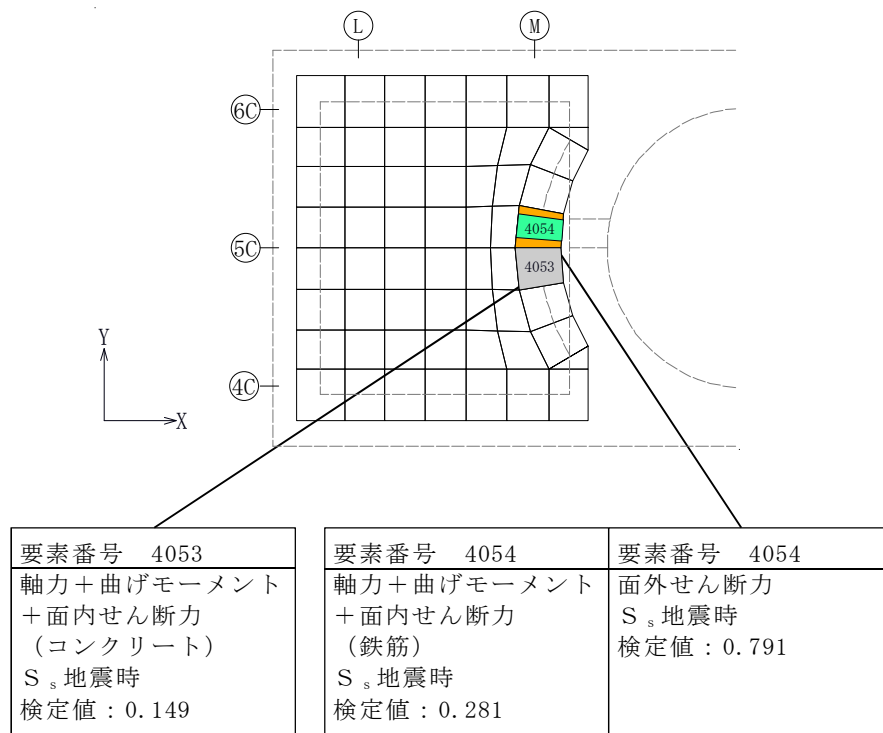 L
M
6C
4054
5C
4053
Y
4C
X
要素番号 4053
軸力＋曲げモーメント
＋面内せん断力
（コンクリート）
Ｓｓ地震時
検定値：0.149
要素番号 4054
軸力＋曲げモーメント
＋面内せん断力
（鉄筋）
Ｓｓ地震時
検定値：0.281
要素番号 4054
面外せん断力
Ｓｓ地震時
検定値：0.791